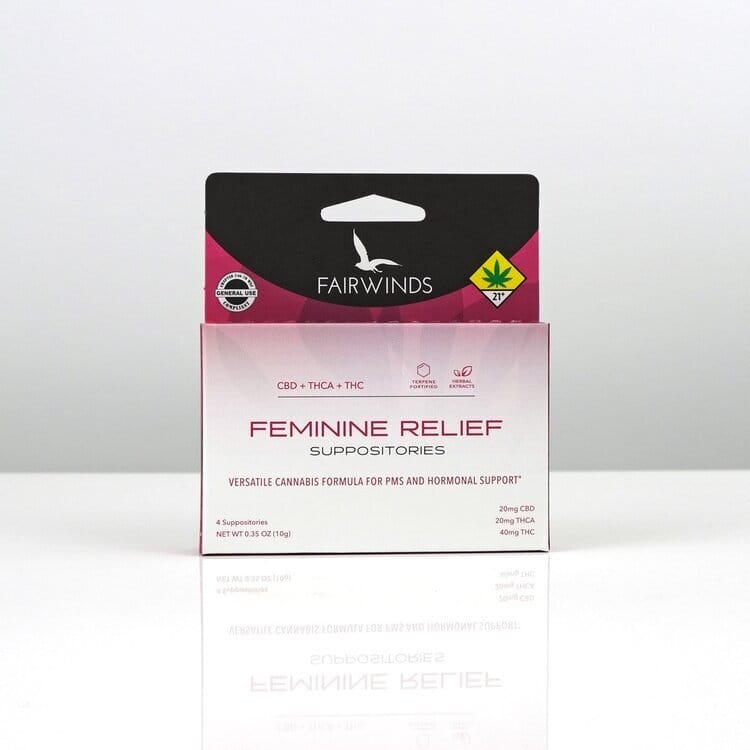 FAIRWINDS
GENERAL USE
COMPLIANT
21+
CBD + THCA + THC
TERPENE
FORTIFIED
HERBAL
EXTRACTS
FEMININE RELIEF
SUPPOSITORIES
VERSATILE CANNABIS FORMULA FOR PMS AND HORMONAL SUPPORT*
4 Suppositories
NET WT 0.35 OZ (10g)
20mg CBD
20mg THCA
40mg THC